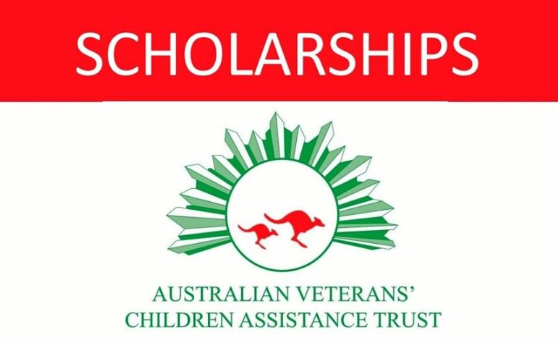 SCHOLARSHIPS
AUSTRALIAN VETERANS’
CHILDREN ASSISTANCE TRUST